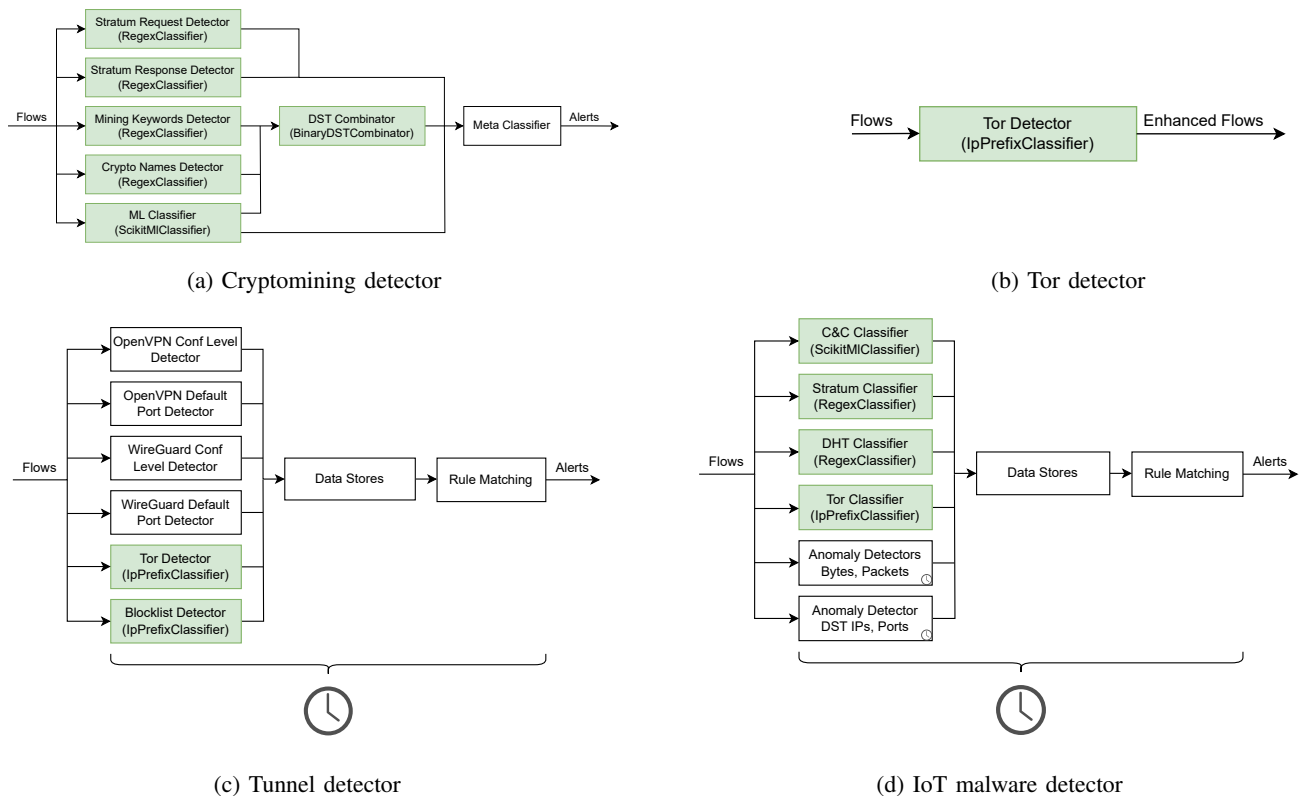 Flows
Stratum Request Detector
(RegexClassifier)
Stratum Response Detector
(RegexClassifier)
Mining Keywords Detector
(RegexClassifier)
Crypto Names Detector
(RegexClassifier)
ML Classifier
(ScikitMlClassifier)
DST Combinator
(BinaryDSTCombinator)
Meta Classifier
Alerts
(a) Cryptomining detector
Flows
Tor Detector
(IpPrefixClassifier)
Enhanced Flows
(b) Tor detector
Flows
OpenVPN Conf Level
Detector
OpenVPN Default
Port Detector
WireGuard Conf
Level Detector
WireGuard Default
Port Detector
Tor Detector
(IpPrefixClassifier)
Blocklist Detector
(IpPrefixClassifier)
Data Stores
Rule Matching
Alerts
(c) Tunnel detector
Flows
C&C Classifier
(ScikitMlClassifier)
Stratum Classifier
(RegexClassifier)
DHT Classifier
(RegexClassifier)
Tor Classifier
(IpPrefixClassifier)
Anomaly Detectors
Bytes, Packets
Anomaly Detector
DST IPs, Ports
Data Stores
Rule Matching
Alerts
(d) IoT malware detector